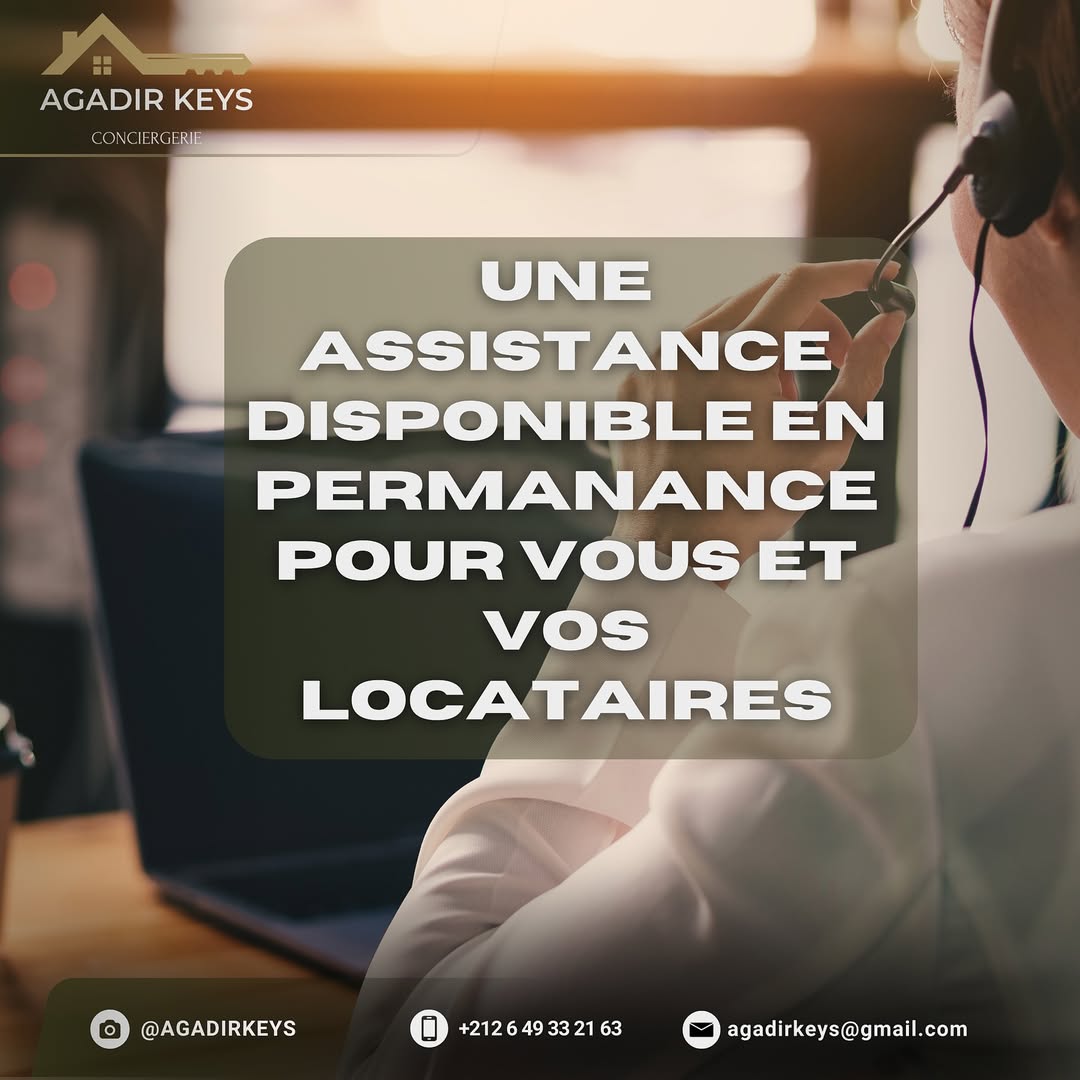 AGADIR KEYS
CONCIERGERIE
UNE
ASSISTANCE
DISPONIBLE EN
PERMANANCE
POUR VOUS ET
VOS
LOCATAIRES
@AGADIRKEYS
+212 6 49 33 21 63
agadirkeys@gmail.com